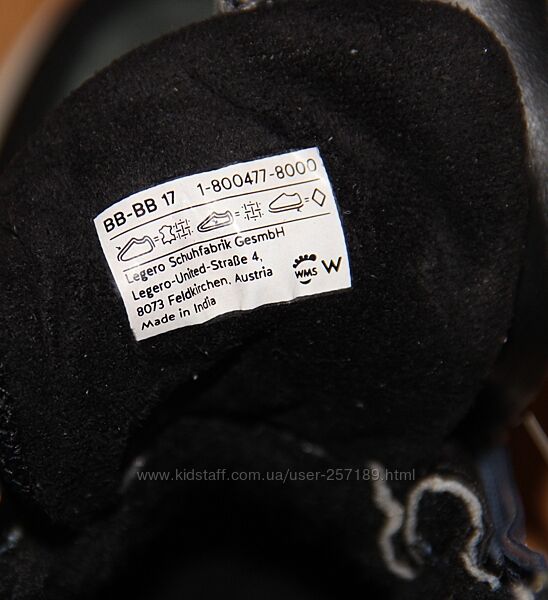 BB-BB 17 1-800477-8000
Legero Schuhfabrik GesmbH
Legero-United-Straße 4,
8073 Feldkirchen, Austria
Made in India
WMS W
www.kidstaff.com.ua/user-257189.html